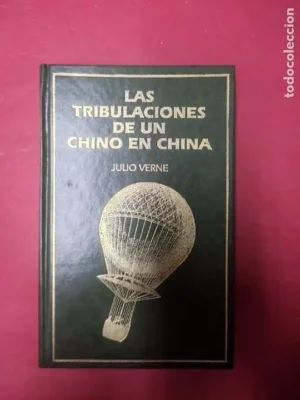 LAS
TRIBULACIONES
DE UN
CHINO EN CHINA
JULIO VERNE
todocoleccion